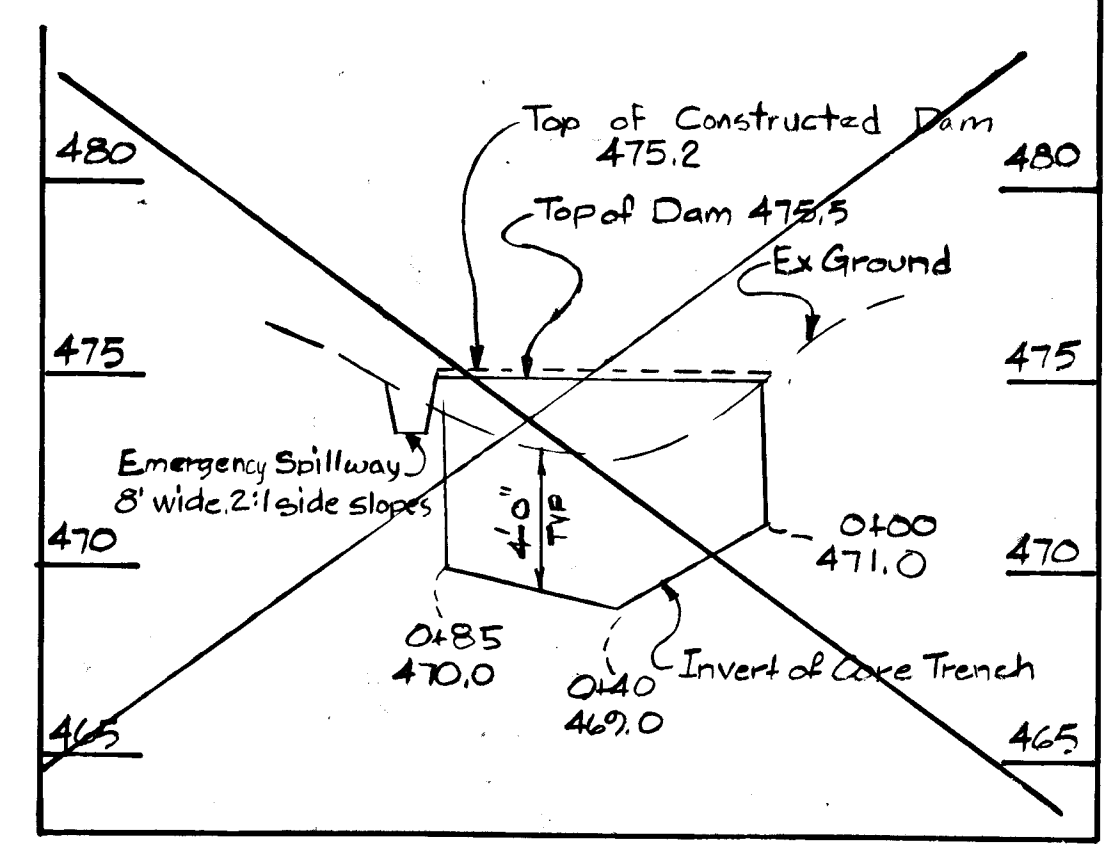 Top of Constructed Dam
475.2
480
480
Top of Dam 475.5
Ex Ground
475
475
Emergency Spillway
8' wide, 2:1 side slopes
4'-0"
TYP
0+00
471.0
470
470
0+85
470.0
0+40
469.0
Invert of Core Trench
465
465